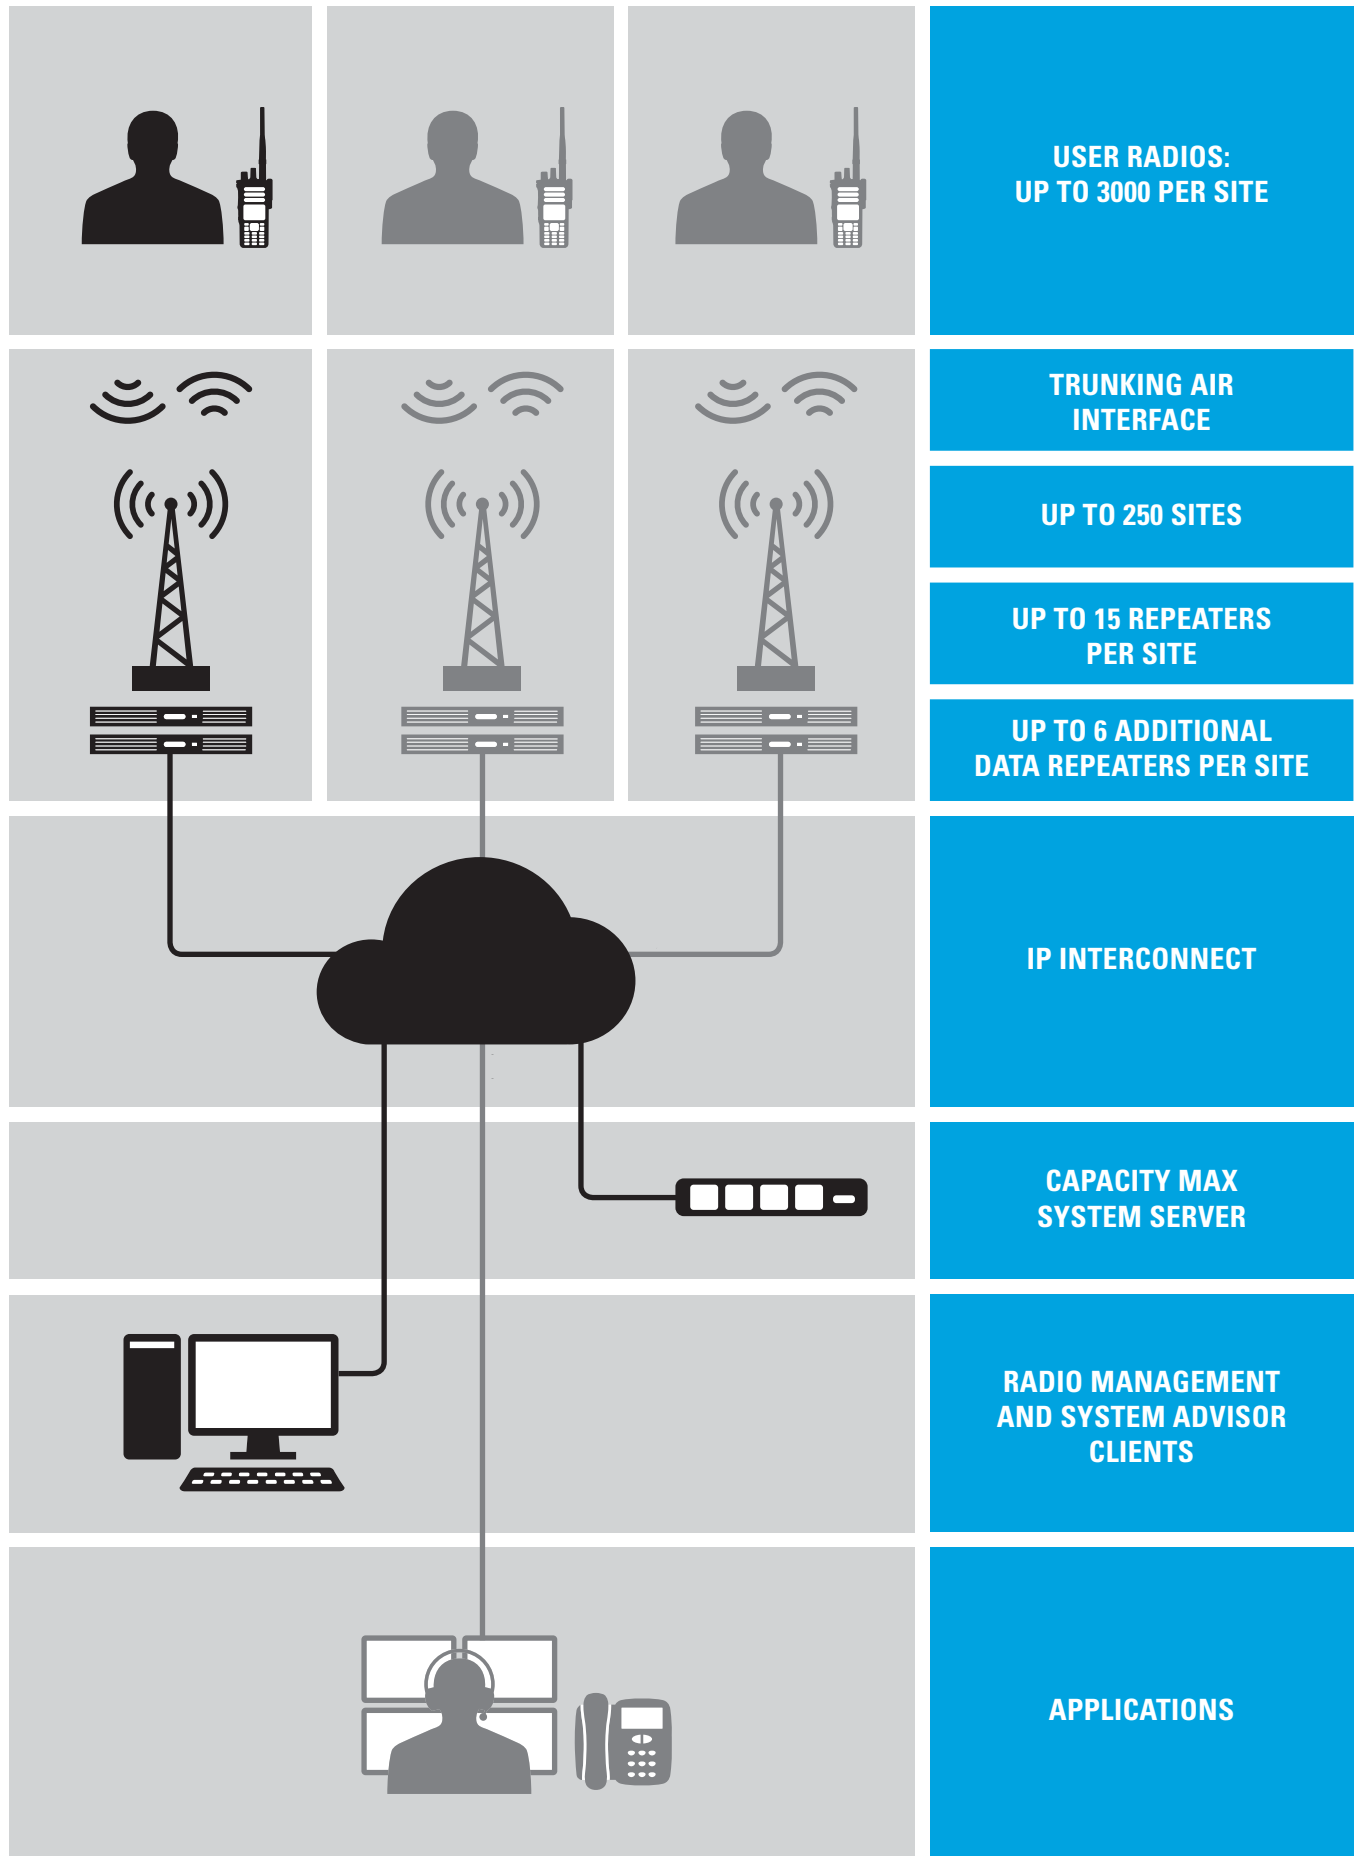 USER RADIOS:
UP TO 3000 PER SITE
TRUNKING AIR
INTERFACE
UP TO 250 SITES
UP TO 15 REPEATERS
PER SITE
UP TO 6 ADDITIONAL
DATA REPEATERS PER SITE
IP INTERCONNECT
CAPACITY MAX
SYSTEM SERVER
RADIO MANAGEMENT
AND SYSTEM ADVISOR
CLIENTS
APPLICATIONS